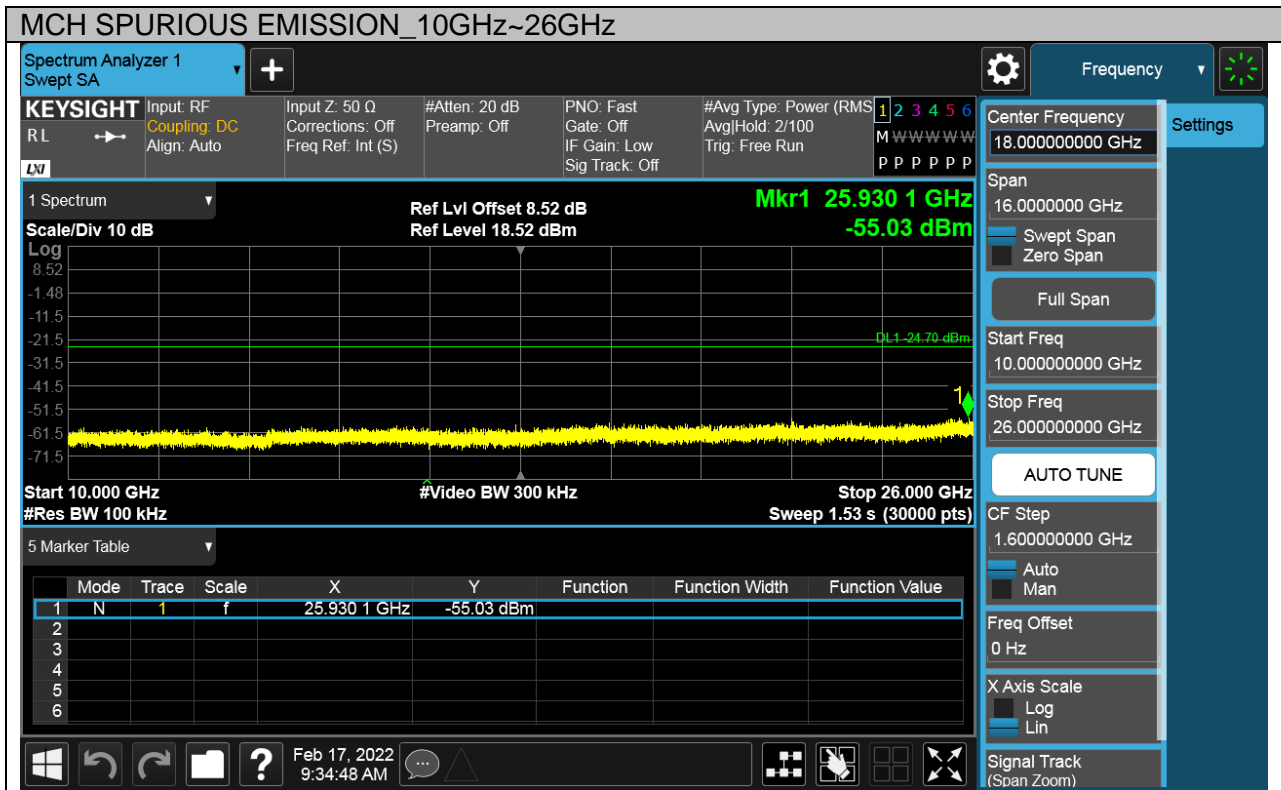 MCH SPURIOUS EMISSION_10GHz~26GHz
Spectrum Analyzer 1
Swept SA
+
Frequency
KEYSIGHT
RL
LXI
Input: RF
Coupling: DC
Align: Auto
Input Z: 50 Ω
Corrections: Off
Freq Ref: Int (S)
#Atten: 20 dB
Preamp: Off
PNO: Fast
Gate: Off
IF Gain: Low
Sig Track: Off
#Avg Type: Power (RMS
Avg|Hold: 2/100
Trig: Free Run
1 2 3 4 5 6
M W W W W W
P P P P P P
1 Spectrum
Scale/Div 10 dB
Ref Lvl Offset 8.52 dB
Ref Level 18.52 dBm
Mkr1 25.930 1 GHz
-55.03 dBm
Log
8.52
-1.48
-11.5
-21.5
-31.5
-41.5
-51.5
-61.5
-71.5
DL1 -24.70 dBm
1
Start 10.000 GHz
#Res BW 100 kHz
#Video BW 300 kHz
Stop 26.000 GHz
Sweep 1.53 s (30000 pts)
5 Marker Table
Mode Trace Scale X Y Function Function Width Function Value
1 N 1 f 25.930 1 GHz -55.03 dBm
2
3
4
5
6
Feb 17, 2022
9:34:48 AM
?
Center Frequency
18.000000000 GHz
Settings
Span
16.0000000 GHz
Swept Span
Zero Span
Full Span
Start Freq
10.000000000 GHz
Stop Freq
26.000000000 GHz
AUTO TUNE
CF Step
1.600000000 GHz
Auto
Man
Freq Offset
0 Hz
X Axis Scale
Log
Lin
Signal Track
(Span Zoom)